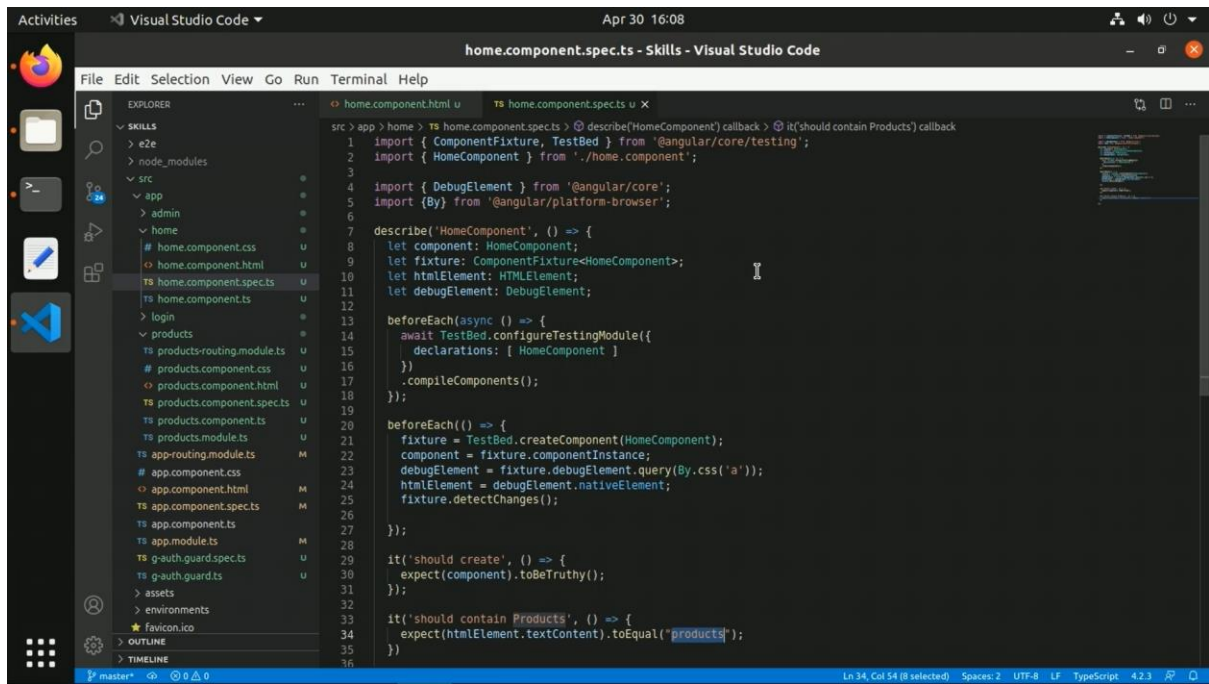 Activities
Visual Studio Code
Apr 30 16:08
home.component.spec.ts - Skills - Visual Studio Code
File Edit Selection View Go Run Terminal Help
EXPLORER
SKILLS
> e2e
> node_modules
src
app
> admin
home
# home.component.css U
<> home.component.html U
TS home.component.spec.ts U
TS home.component.ts U
> login
products
TS products-routing.module.ts U
# products.component.css U
<> products.component.html U
TS products.component.spec.ts U
TS products.component.ts U
TS products.module.ts U
TS app-routing.module.ts M
# app.component.css
<> app.component.html M
TS app.component.spec.ts M
TS app.component.ts
TS app.module.ts M
TS g-auth.guard.spec.ts U
TS g-auth.guard.ts U
> assets
> environments
favicon.ico
> OUTLINE
> TIMELINE
24
<> home.component.html U
TS home.component.spec.ts U
src > app > home > TS home.component.spec.ts > describe('HomeComponent') callback > it('should contain Products') callback
1 import { ComponentFixture, TestBed } from '@angular/core/testing';
2 import { HomeComponent } from './home.component';
3
4 import { DebugElement } from '@angular/core';
5 import {By} from '@angular/platform-browser';
6
7 describe('HomeComponent', () => {
8 let component: HomeComponent;
9 let fixture: ComponentFixture<HomeComponent>;
10 let htmlElement: HTMLElement;
11 let debugElement: DebugElement;
12
13 beforeEach(async () => {
14 await TestBed.configureTestingModule({
15 declarations: [ HomeComponent ]
16 })
17 .compileComponents();
18 });
19
20 beforeEach(() => {
21 fixture = TestBed.createComponent(HomeComponent);
22 component = fixture.componentInstance;
23 debugElement = fixture.debugElement.query(By.css('a'));
24 htmlElement = debugElement.nativeElement;
25 fixture.detectChanges();
26
27 });
28
29 it('should create', () => {
30 expect(component).toBeTruthy();
31 });
32
33 it('should contain Products', () => {
34 expect(htmlElement.textContent).toEqual("products");
35 })
36
master* 0 0
Ln 34, Col 54 (8 selected) Spaces: 2 UTF-8 LF TypeScript 4.2.3